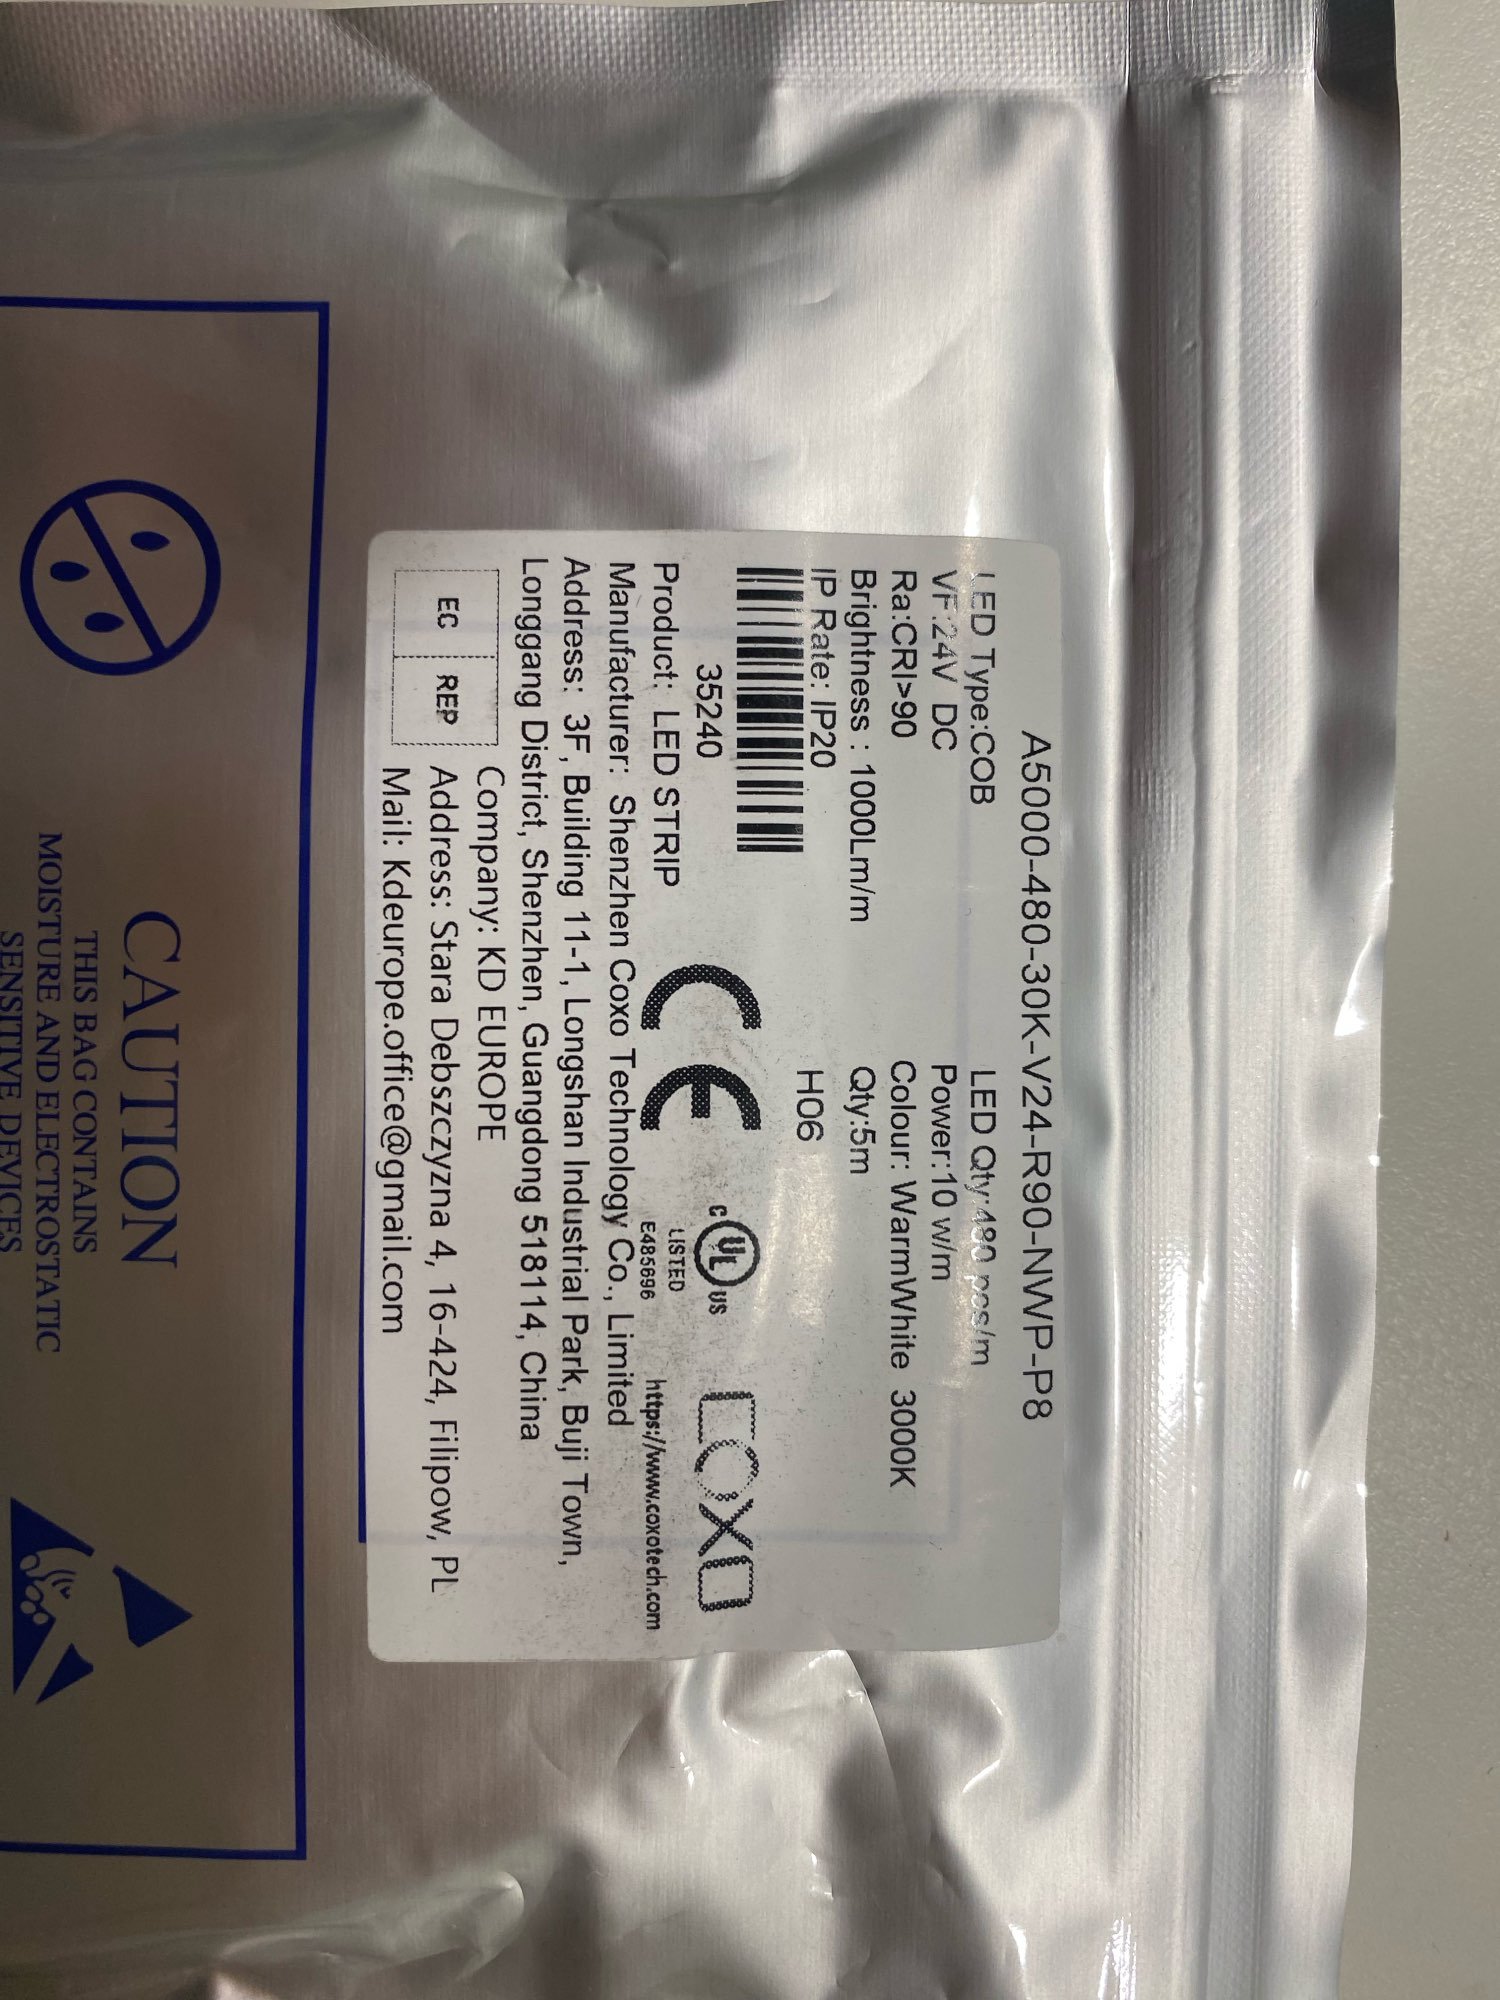 A5000-480-30K-V24-R90-NWP-P8
LED Type:COB LED Qty:480 pcs/m
VF:24V DC Power:10 w/m
Ra:CRI>90 Colour: WarmWhite 3000K
Brightness : 1000Lm/m Qty:5m
IP Rate: IP20 H06
35240
CE
c UL us
LISTED
E485696
COXO
https://www.coxotech.com
Product: LED STRIP
Manufacturer: Shenzhen Coxo Technology Co., Limited
Address: 3F, Building 11-1, Longshan Industrial Park, Buji Town,
Longgang District, Shenzhen, Guangdong 518114, China
EC REP
Company: KD EUROPE
Address: Stara Debszczyzna 4, 16-424, Filipow, PL
Mail: Kdeurope.office@gmail.com
CAUTION
THIS BAG CONTAINS
MOISTURE AND ELECTROSTATIC
SENSITIVE DEVICES